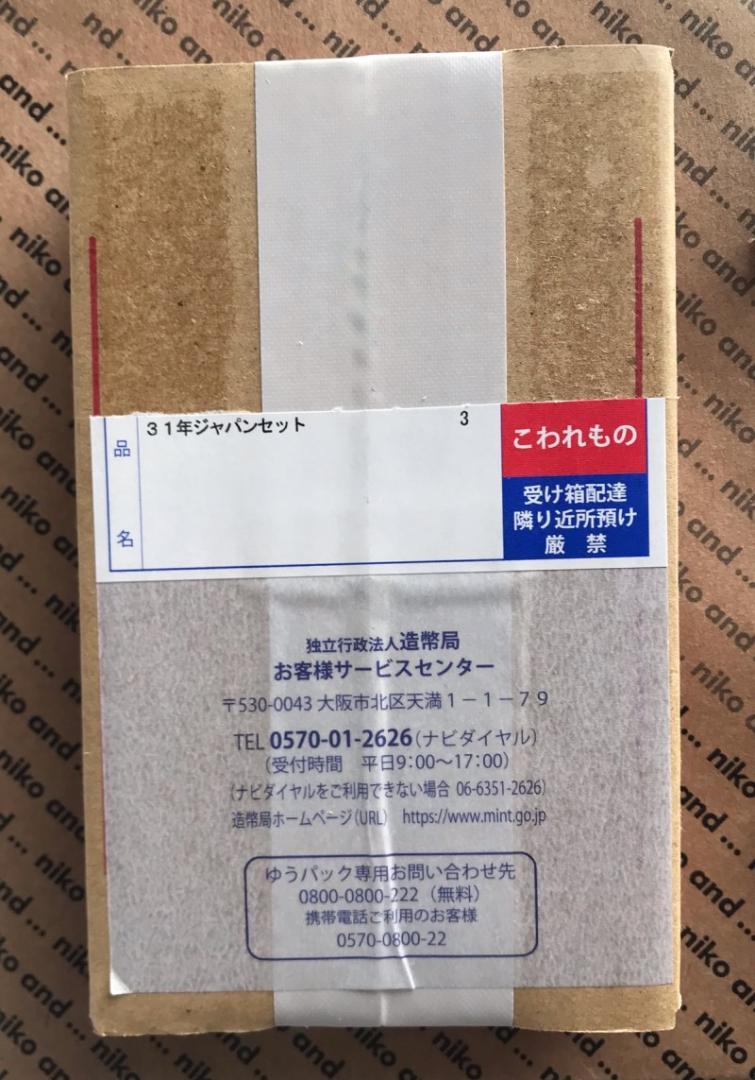 品名
３１年ジャパンセット 3
こわれもの
受け箱配達
隣り近所預け
厳 禁
独立行政法人造幣局
お客様サービスセンター
〒530-0043 大阪市北区天満１－１－７９
TEL 0570-01-2626（ナビダイヤル）
（受付時間 平日9：00〜17：00）
（ナビダイヤルをご利用できない場合 06-6351-2626）
造幣局ホームページ（URL） https://www.mint.go.jp
ゆうパック専用お問い合わせ先
0800-0800-222（無料）
携帯電話ご利用のお客様
0570-0800-22
niko and ...